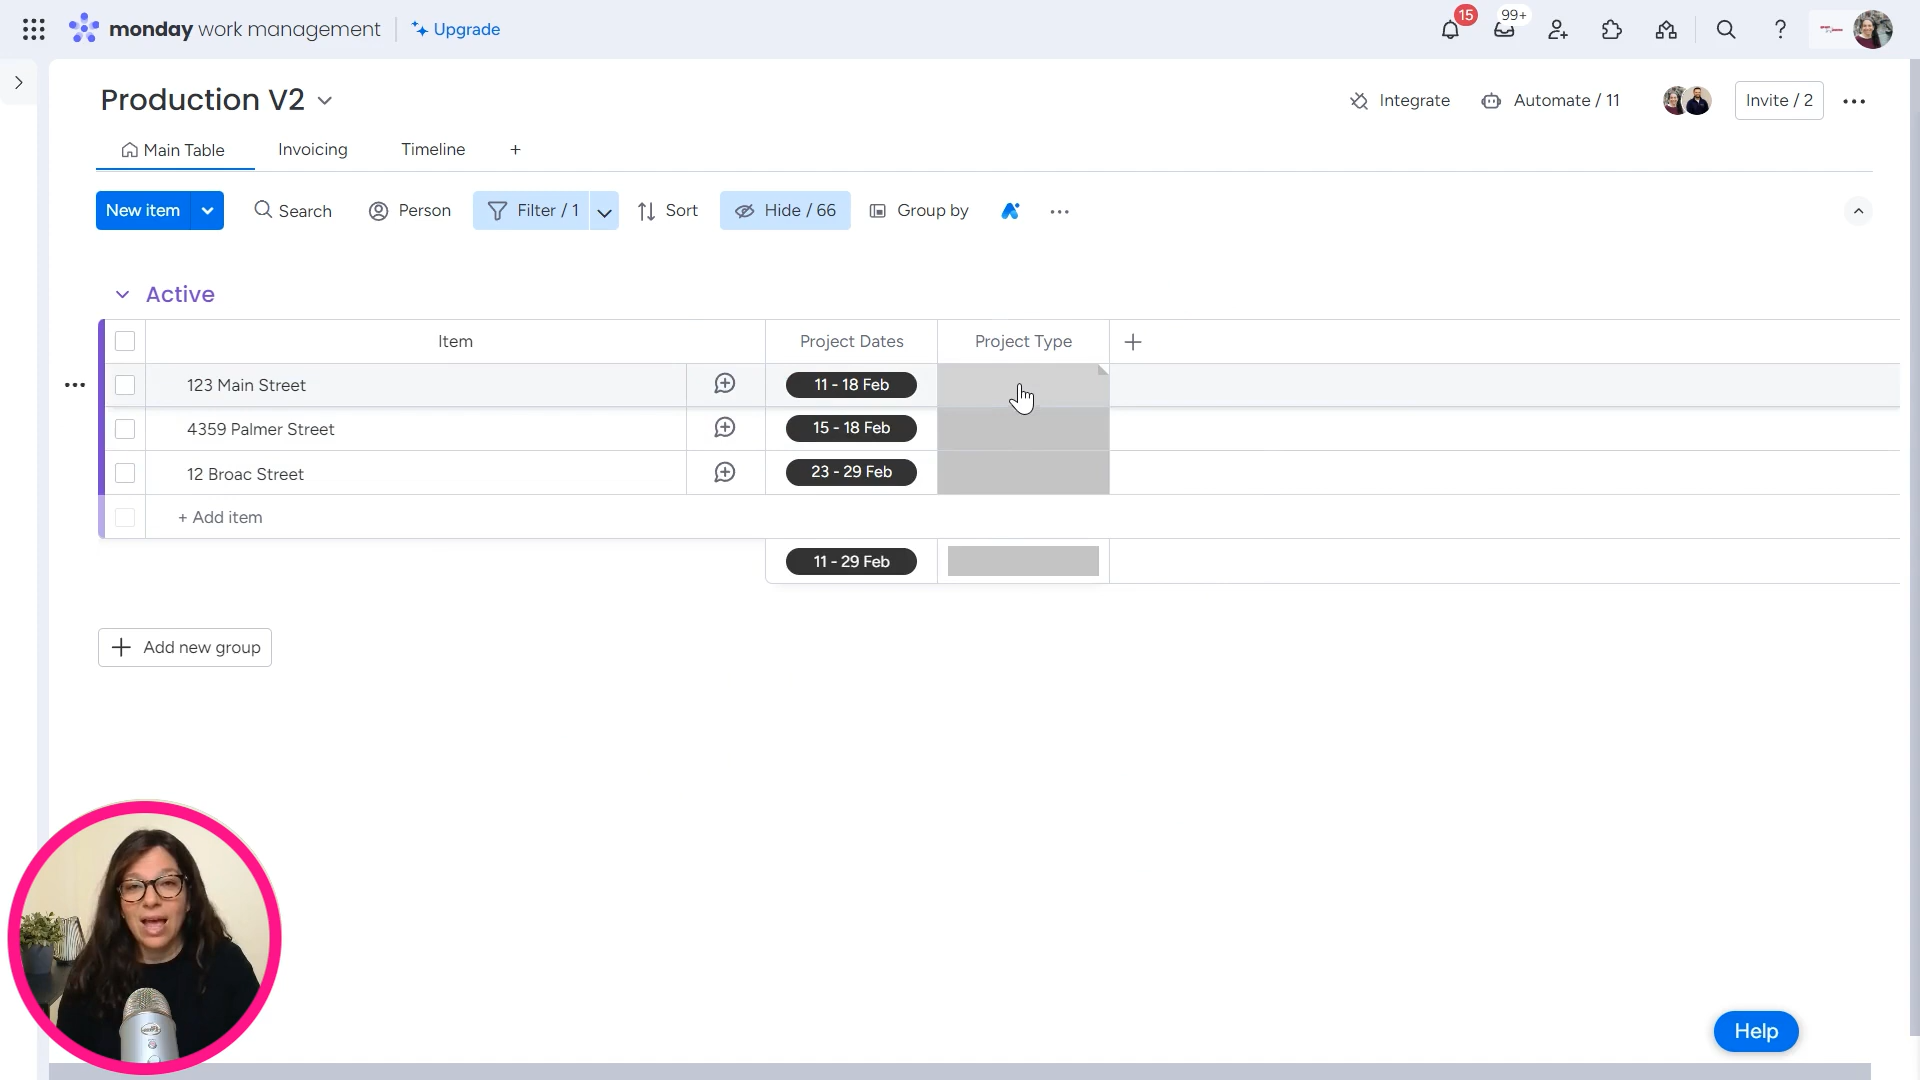 monday work management
Upgrade
15
99+
Production V2
Integrate
Automate / 11
Invite / 2
Main Table
Invoicing
Timeline
New item
Search
Person
Filter / 1
Sort
Hide / 66
Group by
Active
Item
Project Dates
Project Type
123 Main Street
11 - 18 Feb
4359 Palmer Street
15 - 18 Feb
12 Broac Street
23 - 29 Feb
+ Add item
11 - 29 Feb
Add new group
Help